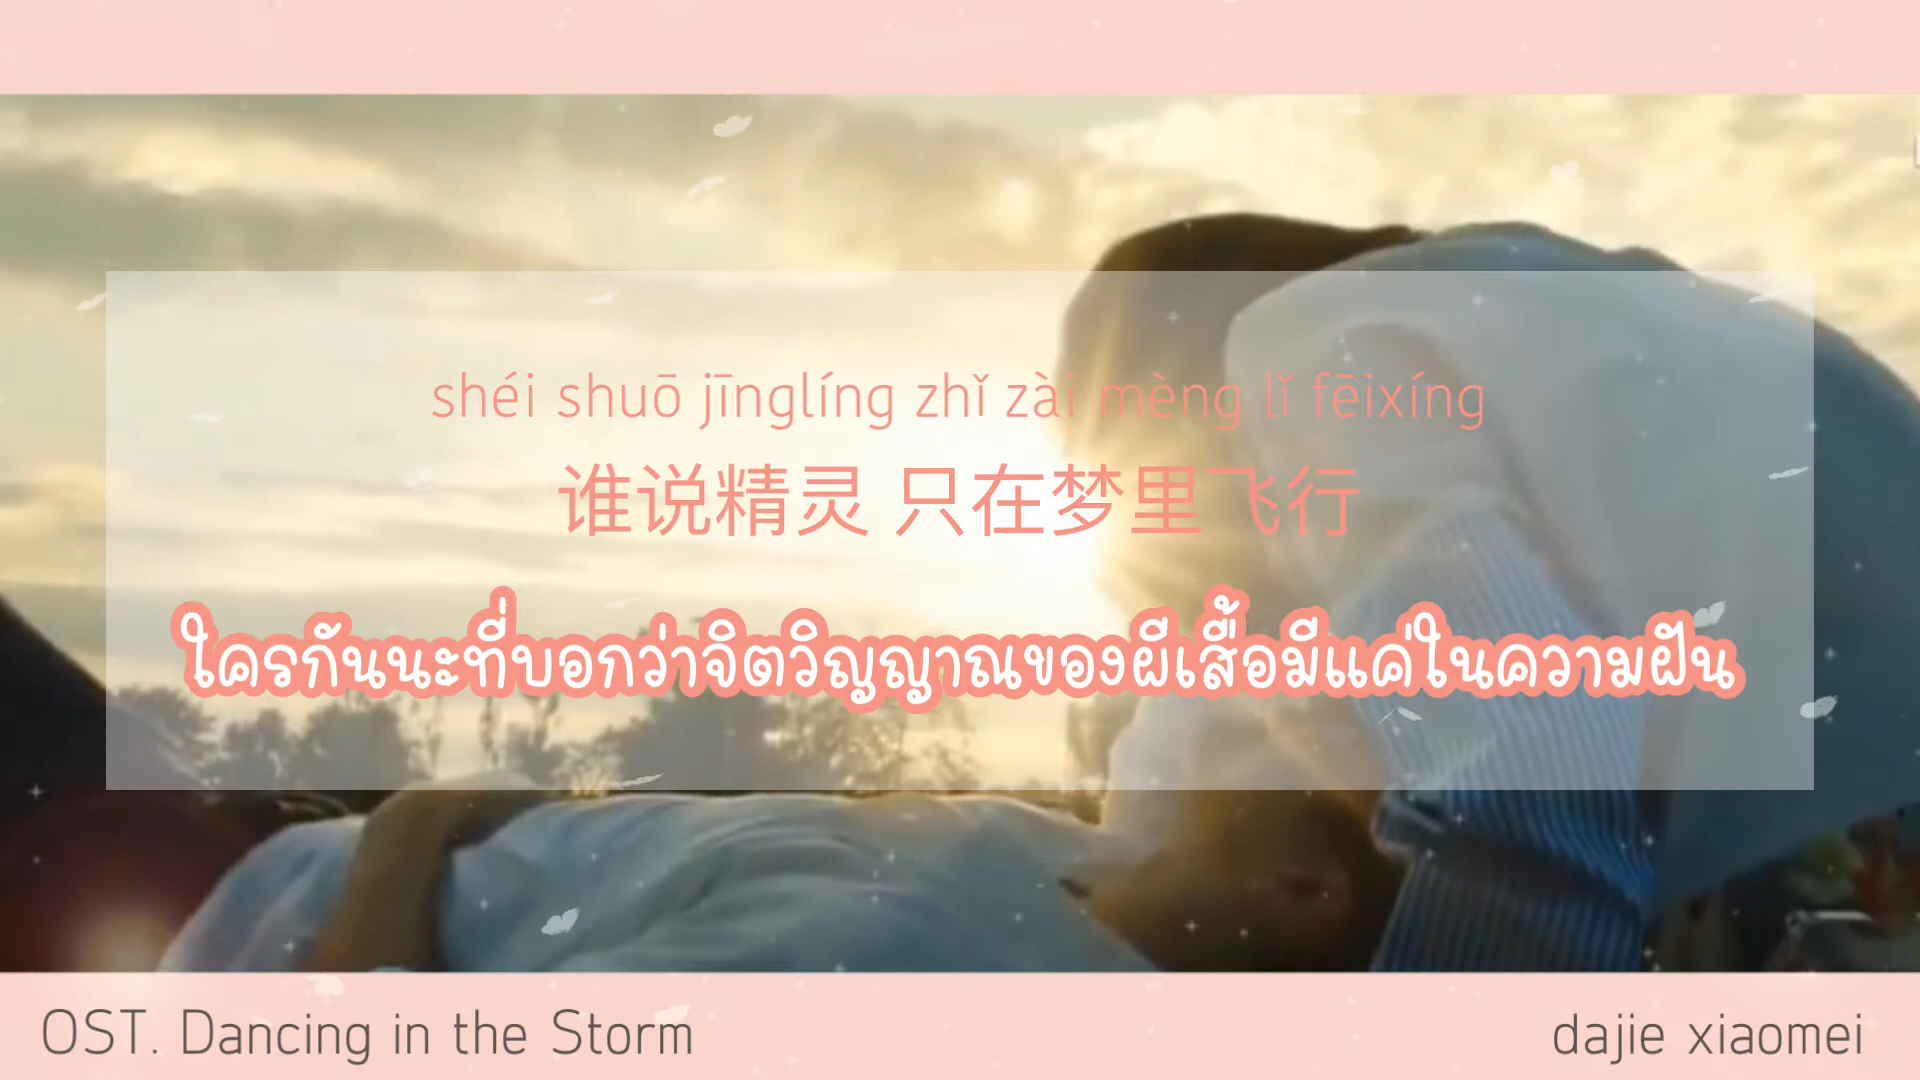 shéi shuō jīnglíng zhǐ zài mèng lǐ fēixíng
谁说精灵 只在梦里飞行
ใครกันนะที่บอกว่าจิตวิญญาณของผีเสื้อมีแค่ในความฝัน
OST. Dancing in the Storm
dajie xiaomei